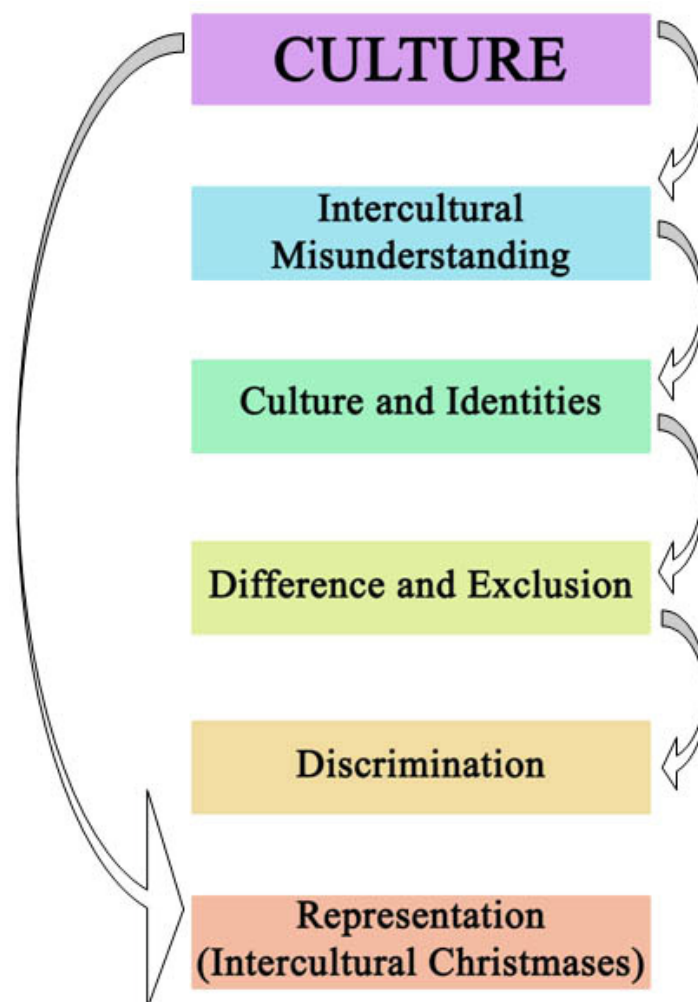 CULTURE
Intercultural
Misunderstanding
Culture and Identities
Difference and Exclusion
Discrimination
Representation
(Intercultural Christmases)